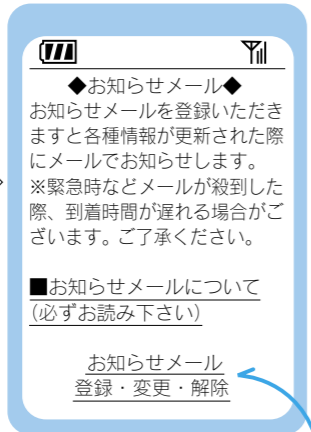 ◆お知らせメール◆
お知らせメールを登録いただき
ますと各種情報が更新された際
にメールでお知らせします。
※緊急時などメールが殺到した
際、到着時間が遅れる場合がご
ざいます。ご了承ください。
■お知らせメールについて
(必ずお読み下さい)
お知らせメール
登録・変更・解除